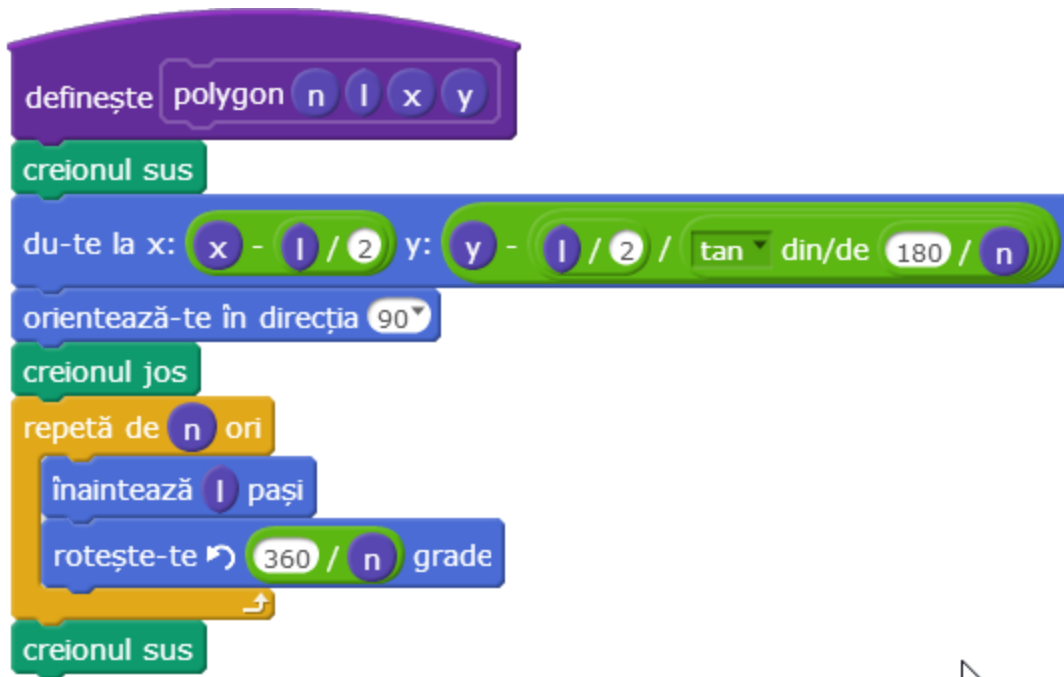 definește polygon n l x y
creionul sus
du-te la x: x - l / 2 y: y - l / 2 / tan din/de 180 / n
orientează-te în direcția 90
creionul jos
repetă de n ori
înaintează l pași
rotește-te 360 / n grade
creionul sus